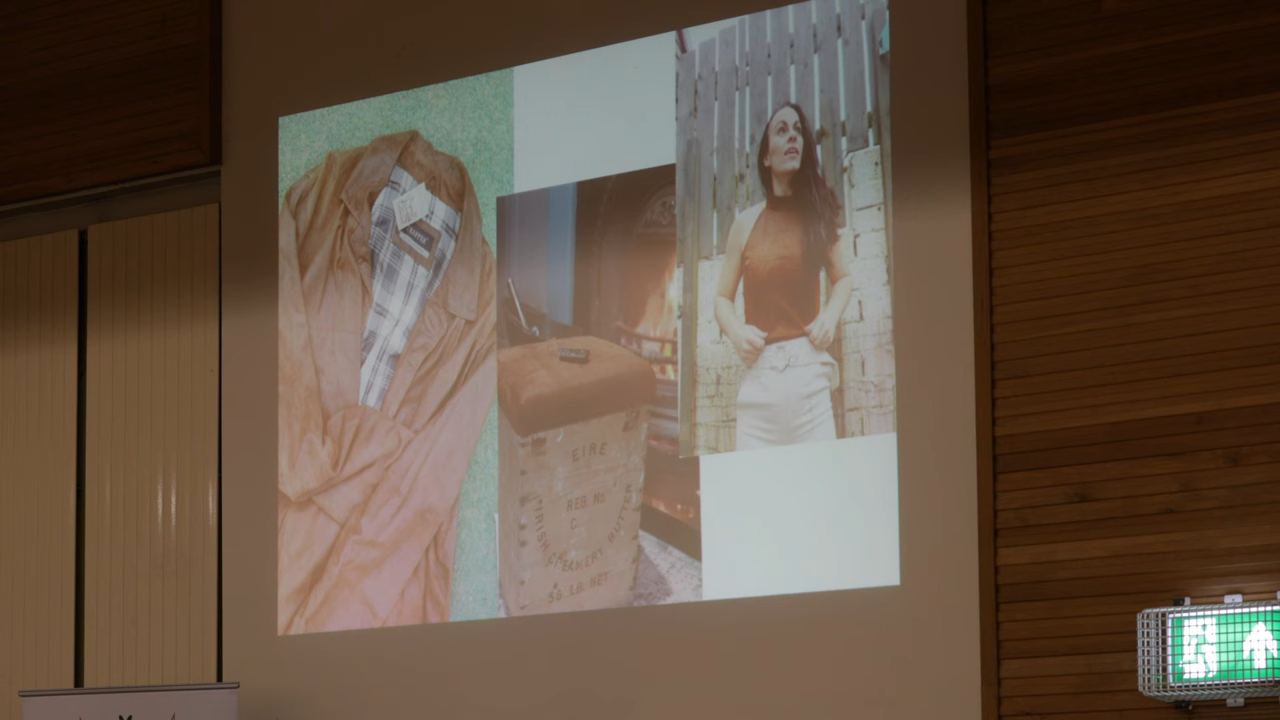 EIRE
REG. No
C.
IRISH CREAMERY BUTTER
56 LB. NET